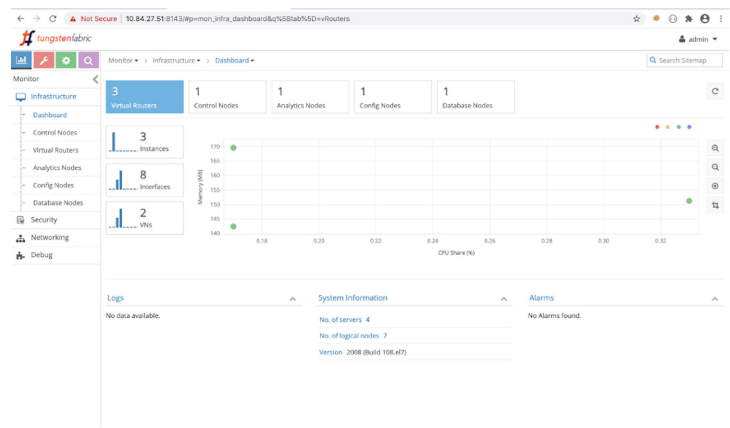 Not Secure | 10.84.27.51:8143/#p=mon_infra_dashboard&q%5Btab%5D=vRouters
tungstenfabric
admin
Monitor > Infrastructure > Dashboard
Search Sitemap
Monitor
Infrastructure
Dashboard
Control Nodes
Virtual Routers
Analytics Nodes
Config Nodes
Database Nodes
Security
Networking
Debug
3
Virtual Routers
1
Control Nodes
1
Analytics Nodes
1
Config Nodes
1
Database Nodes
3
Instances
8
Interfaces
2
VNs
Memory (MB)
170
165
160
155
150
145
140
0.18 0.20 0.22 0.24 0.26 0.28 0.30 0.32
CPU Share (%)
Logs
No data available.
System Information
No. of servers 4
No. of logical nodes 7
Version 2008 (Build 108.el7)
Alarms
No Alarms found.